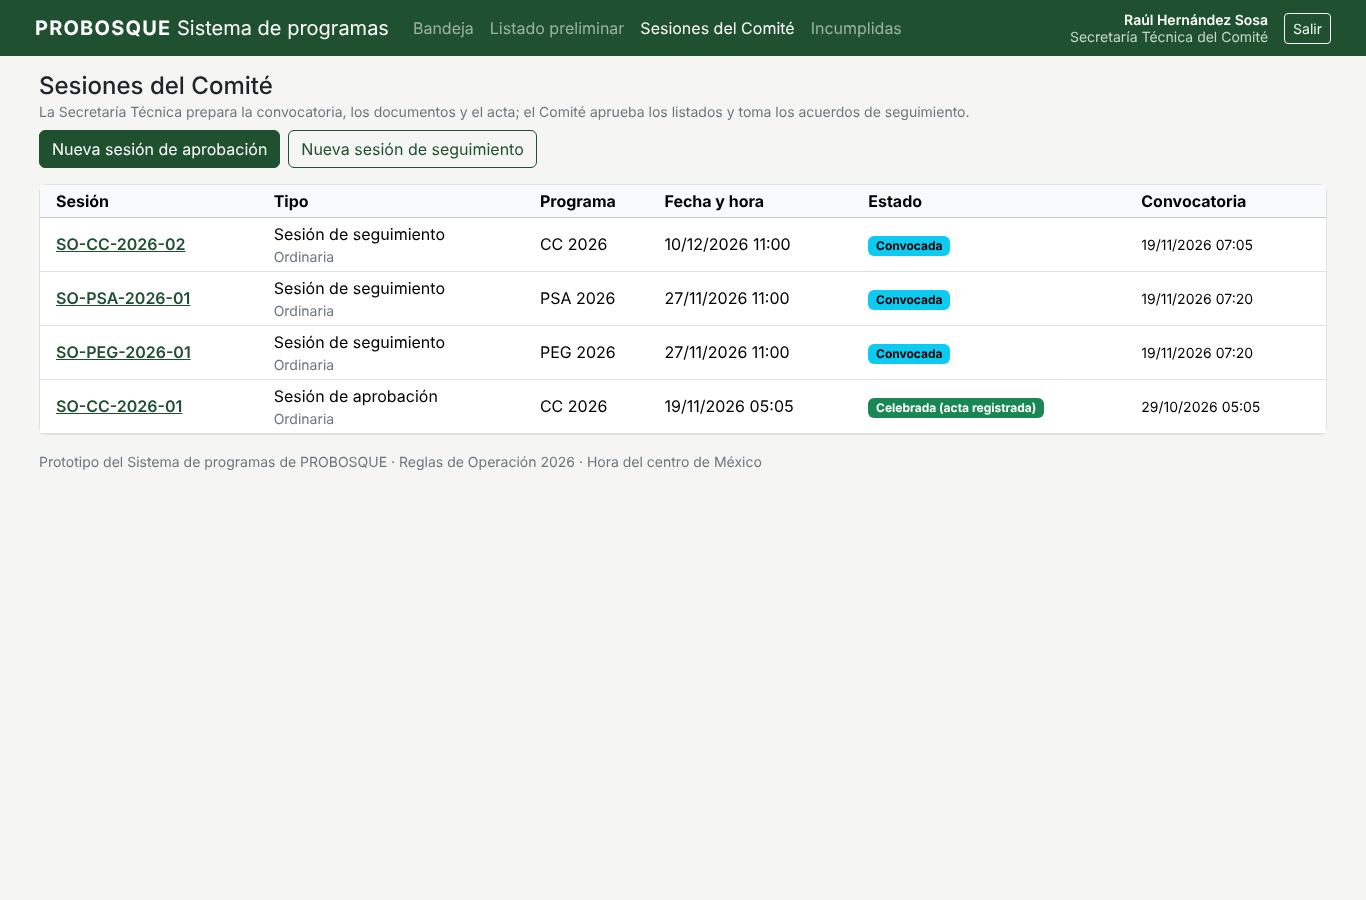 PROBOSQUE Sistema de programas Bandeja Listado preliminar Sesiones del Comité Incumplidas
Raúl Hernández Sosa
Secretaría Técnica del Comité
Salir
Sesiones del Comité
La Secretaría Técnica prepara la convocatoria, los documentos y el acta; el Comité aprueba los listados y toma los acuerdos de seguimiento.
Nueva sesión de aprobación Nueva sesión de seguimiento
Sesión Tipo Programa Fecha y hora Estado Convocatoria
SO-CC-2026-02 Sesión de seguimiento CC 2026 10/12/2026 11:00 Convocada 19/11/2026 07:05
Ordinaria
SO-PSA-2026-01 Sesión de seguimiento PSA 2026 27/11/2026 11:00 Convocada 19/11/2026 07:20
Ordinaria
SO-PEG-2026-01 Sesión de seguimiento PEG 2026 27/11/2026 11:00 Convocada 19/11/2026 07:20
Ordinaria
SO-CC-2026-01 Sesión de aprobación CC 2026 19/11/2026 05:05 Celebrada (acta registrada) 29/10/2026 05:05
Ordinaria
Prototipo del Sistema de programas de PROBOSQUE · Reglas de Operación 2026 · Hora del centro de México